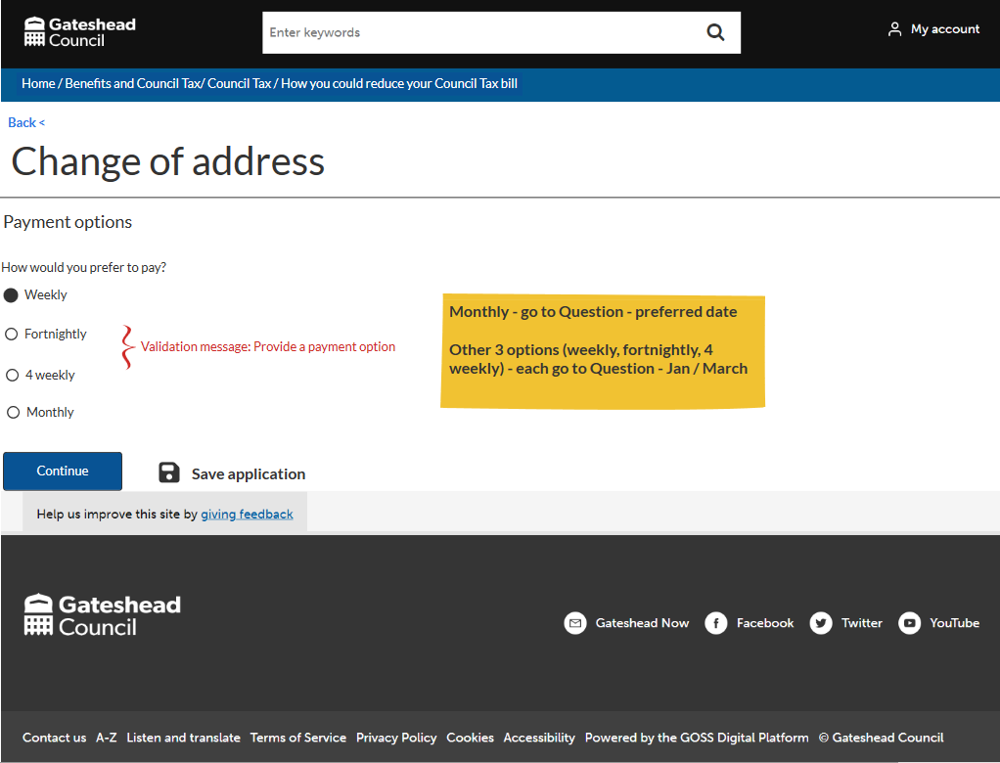 Gateshead
Council
Enter keywords
My account
Home / Benefits and Council Tax/ Council Tax / How you could reduce your Council Tax bill
Back <
Change of address
Payment options
How would you prefer to pay?
Weekly
Fortnightly
Validation message: Provide a payment option
4 weekly
Monthly
Monthly - go to Question - preferred date
Other 3 options (weekly, fortnightly, 4
weekly) - each go to Question - Jan / March
Continue
Save application
Help us improve this site by giving feedback
Gateshead
Council
Gateshead Now
Facebook
Twitter
YouTube
Contact us A-Z Listen and translate Terms of Service Privacy Policy Cookies Accessibility Powered by the GOSS Digital Platform © Gateshead Council